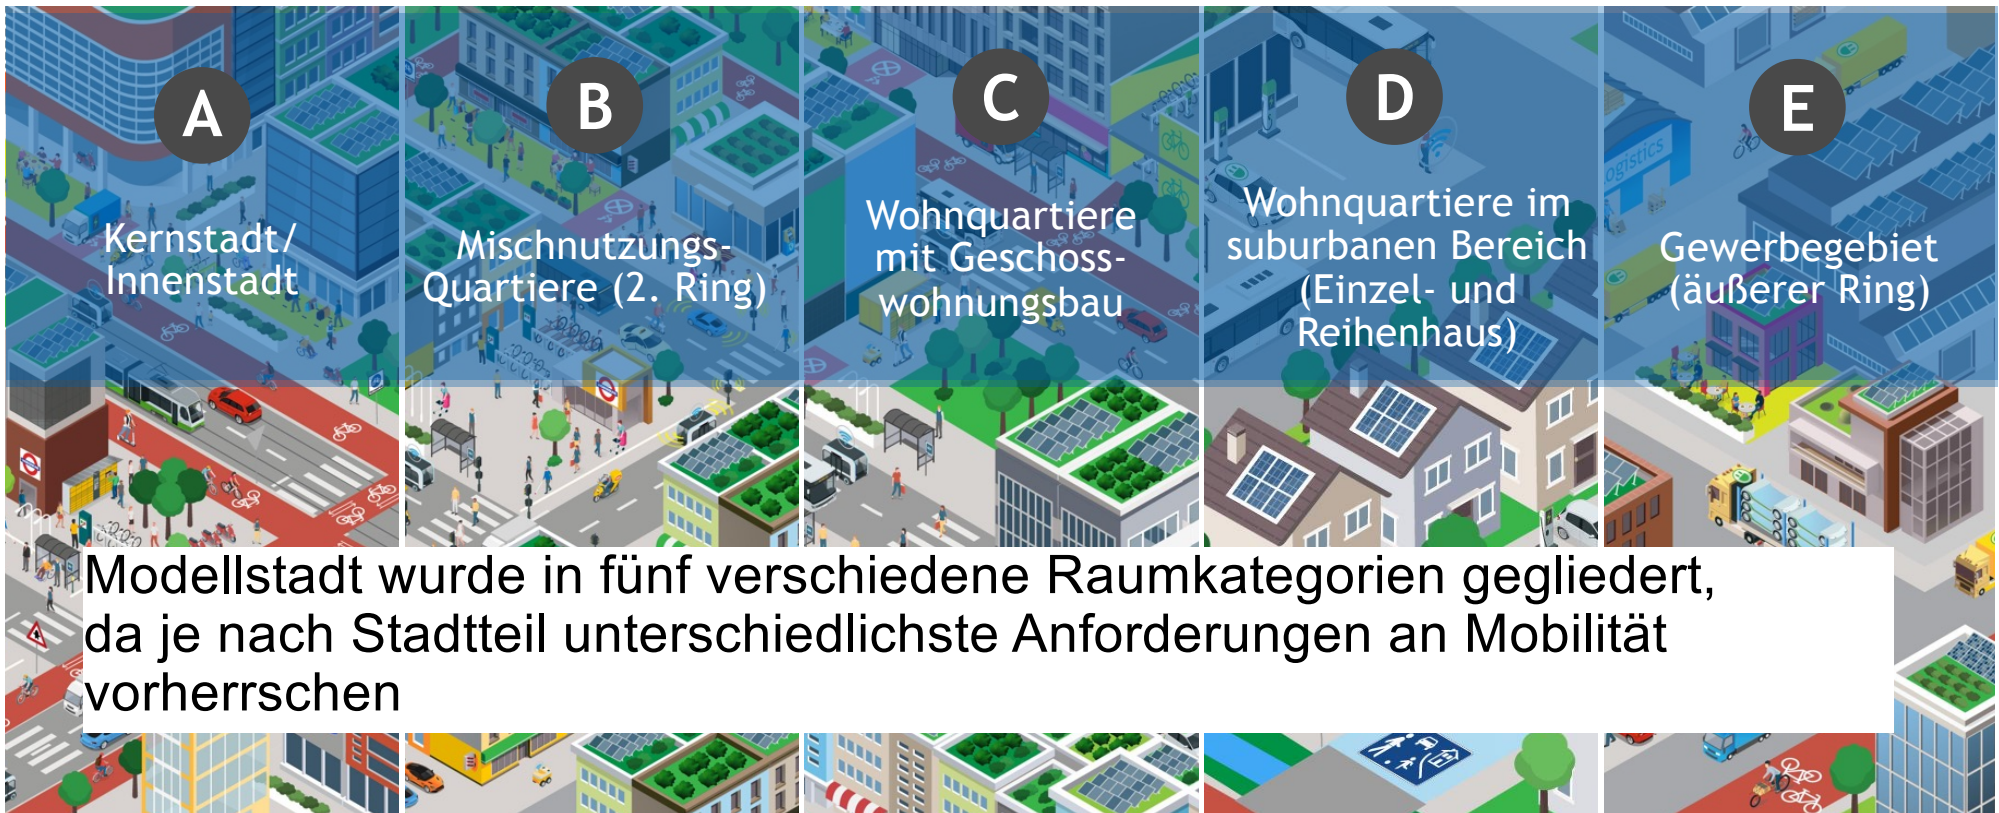 A
Kernstadt/
Innenstadt
B
Mischnutzungs-
Quartiere (2. Ring)
C
Wohnquartiere
mit Geschoss-
wohnungsbau
D
Wohnquartiere im
suburbanen Bereich
(Einzel- und
Reihenhaus)
E
Gewerbegebiet
(äußerer Ring)
Logistics
Modellstadt wurde in fünf verschiedene Raumkategorien gegliedert,
da je nach Stadtteil unterschiedlichste Anforderungen an Mobilität
vorherrschen